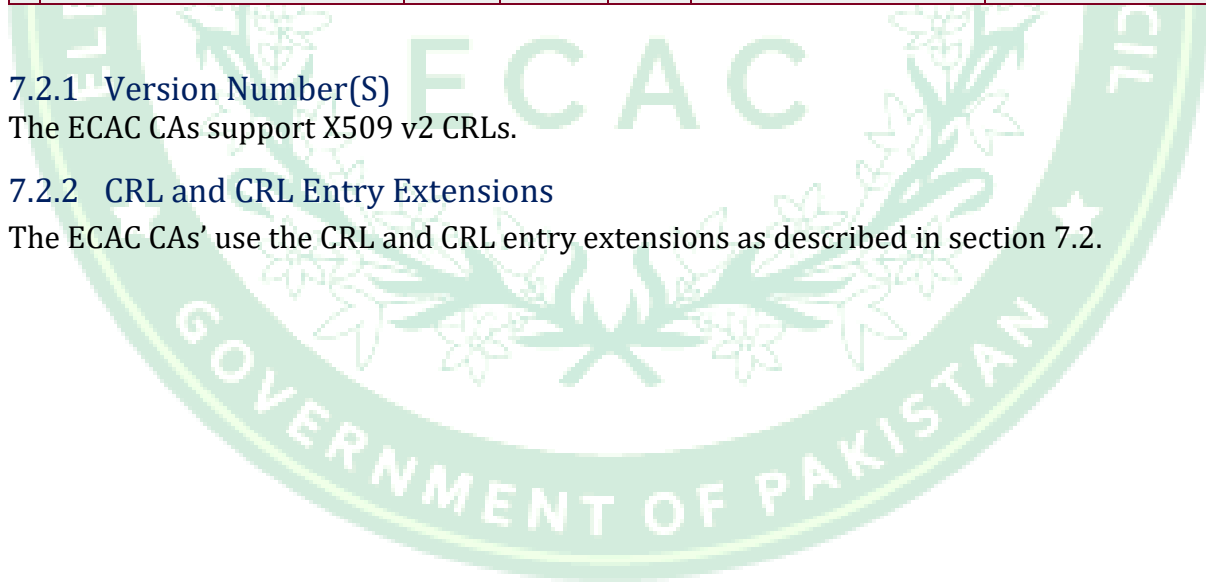 7.2.1 Version Number(S)
The ECAC CAs support X509 v2 CRLs.
7.2.2 CRL and CRL Entry Extensions
The ECAC CAs’ use the CRL and CRL entry extensions as described in section 7.2.
ECAC
GOVERNMENT OF PAKISTAN
ELE
CIL